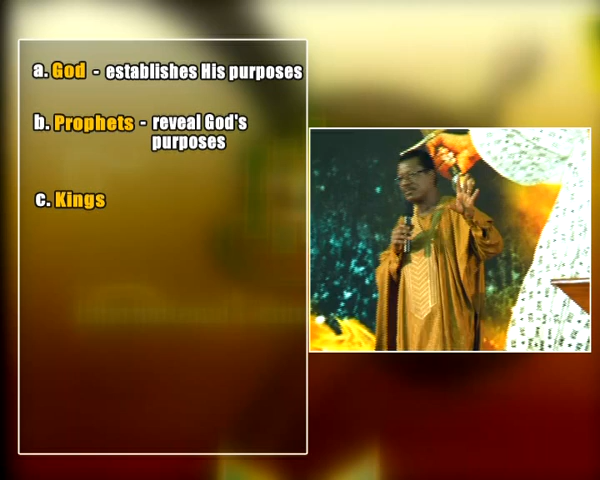 a. God - establishes His purposes
b. Prophets - reveal God's
purposes
c. Kings